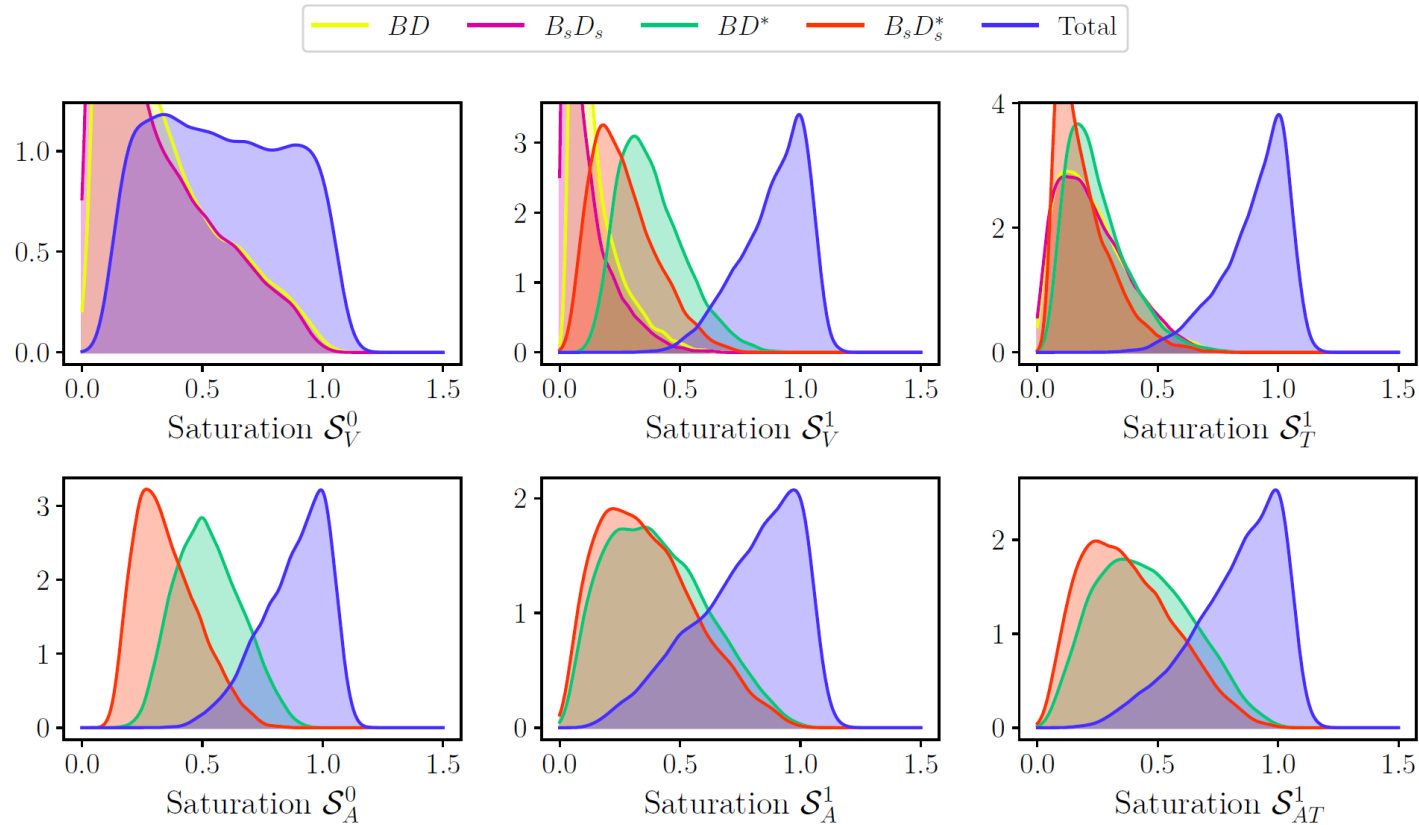 BD B_sD_s BD* B_sD_s^* Total
1.0
0.5
0.0
0.0 0.5 1.0 1.5
Saturation S_V^0
3
2
1
0
0.0 0.5 1.0 1.5
Saturation S_V^1
4
2
0
0.0 0.5 1.0 1.5
Saturation S_T^1
3
2
1
0
0.0 0.5 1.0 1.5
Saturation S_A^0
2
1
0
0.0 0.5 1.0 1.5
Saturation S_A^1
2
1
0
0.0 0.5 1.0 1.5
Saturation S_{AT}^1